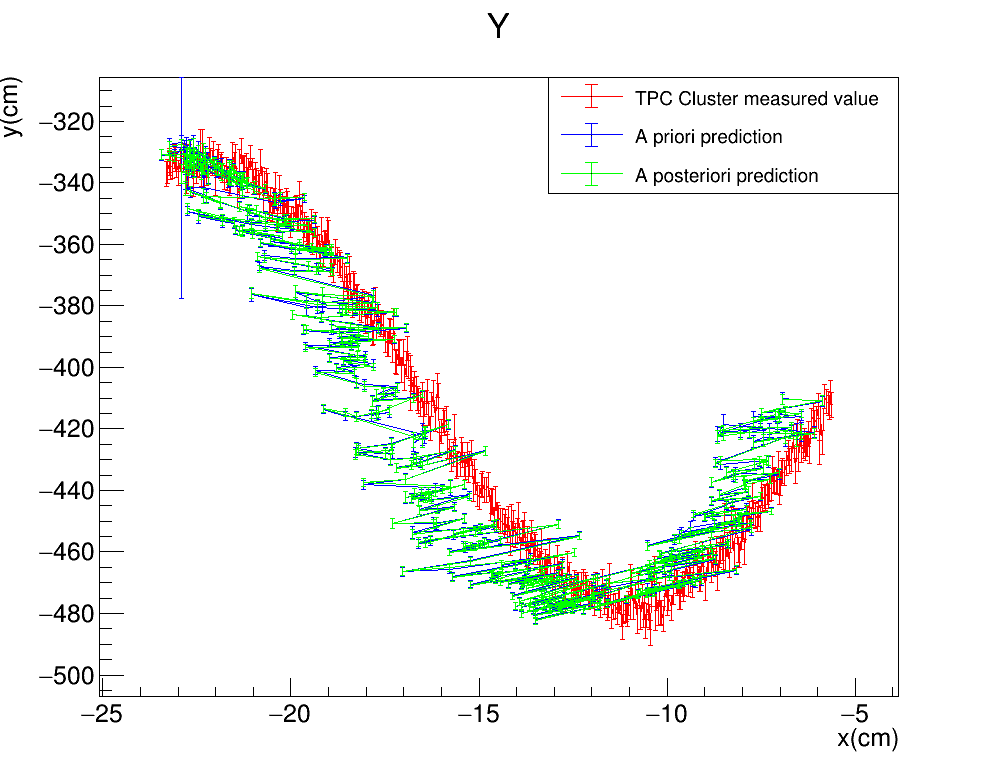 Y
y(cm)
TPC Cluster measured value
A priori prediction
A posteriori prediction
−320
−340
−360
−380
−400
−420
−440
−460
−480
−500
−25
−20
−15
−10
−5
x(cm)